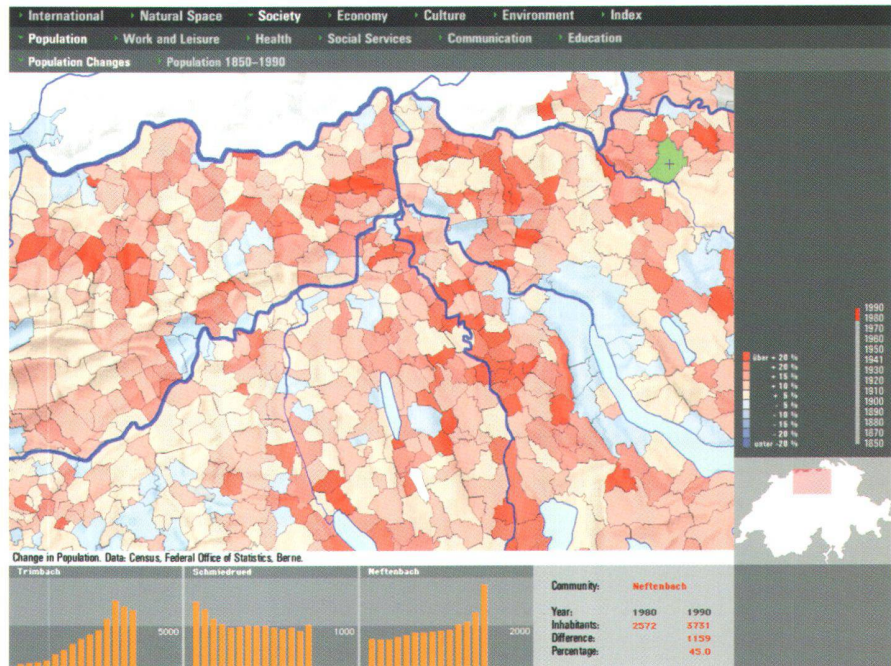 International Natural Space Society Economy Culture Environment Index
Population Work and Leisure Health Social Services Communication Education
Population Changes Population 1850–1990
1990
1980
1970
1960
1950
1941
1930
1920
1910
1900
1890
1880
1870
1850
über + 20 %
+ 20 %
+ 15 %
+ 10 %
+ 5 %
- 5 %
- 10 %
- 15 %
- 20 %
unter -20 %
Change in Population. Data: Census, Federal Office of Statistics, Berne.
Trimbach Schmiedrued Neftenbach
5000 1000 2000
Community: Neftenbach
Year: 1980 1990
Inhabitants: 2572 3731
Difference: 1159
Percentage: 45.0